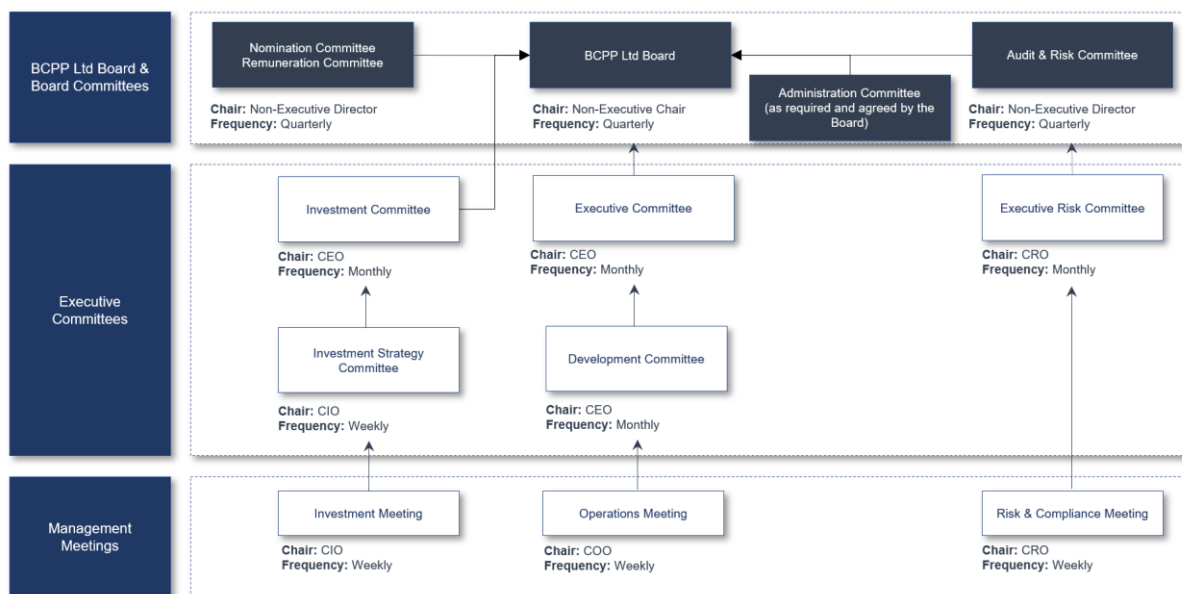 BCPP Ltd Board &
Board Committees
Nomination Committee
Remuneration Committee
Chair: Non-Executive Director
Frequency: Quarterly
BCPP Ltd Board
Chair: Non-Executive Chair
Frequency: Quarterly
Administration Committee
(as required and agreed by the
Board)
Audit & Risk Committee
Chair: Non-Executive Director
Frequency: Quarterly
Executive
Committees
Investment Committee
Chair: CEO
Frequency: Monthly
Executive Committee
Chair: CEO
Frequency: Monthly
Executive Risk Committee
Chair: CRO
Frequency: Monthly
Investment Strategy
Committee
Chair: CIO
Frequency: Weekly
Development Committee
Chair: CEO
Frequency: Monthly
Management
Meetings
Investment Meeting
Chair: CIO
Frequency: Weekly
Operations Meeting
Chair: COO
Frequency: Weekly
Risk & Compliance Meeting
Chair: CRO
Frequency: Weekly